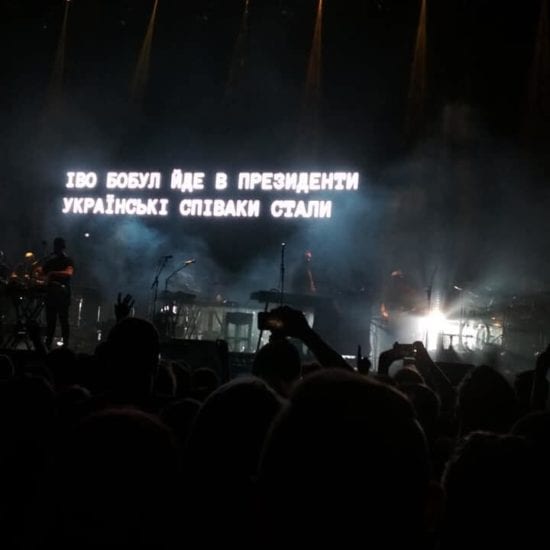 ІВО БОБУЛ ЙДЕ В ПРЕЗИДЕНТИ
УКРАЇНСЬКІ СПІВАКИ СТАЛИ